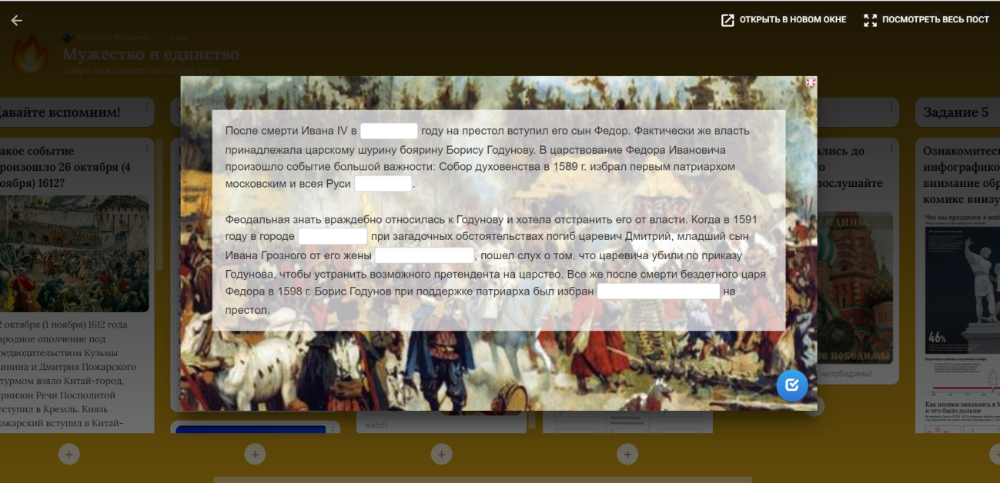 ОТКРЫТЬ В НОВОМ ОКНЕ
ПОСМОТРЕТЬ ВЕСЬ ПОСТ
Катерина Мищенко
3 дня
Мужество и единство
Добро пожаловать на онлайн урок
авайте вспомним!
акое событие
роизошло 26 октября (4
оября) 1612?
2 октября (1 ноября) 1612 года
ародное ополчение под
редводительством Кузьмы
инина и Дмитрия Пожарского
турмом взяло Китай-город,
арнизон Речи Посполитой
тступил в Кремль. Князь
ожарский вступил в Китай-
После смерти Ивана IV в году на престол вступил его сын Федор. Фактически же власть
принадлежала царскому шурину боярину Борису Годунову. В царствование Федора Ивановича
произошло событие большой важности: Собор духовенства в 1589 г. избрал первым патриархом
московским и всея Руси .
Феодальная знать враждебно относилась к Годунову и хотела отстранить его от власти. Когда в 1591
году в городе при загадочных обстоятельствах погиб царевич Дмитрий, младший сын
Ивана Грозного от его жены , пошел слух о том, что царевича убили по приказу
Годунова, чтобы устранить возможного претендента на царство. Все же после смерти бездетного царя
Федора в 1598 г. Борис Годунов при поддержке патриарха был избран на
престол.
watch
ались до
о
послушайте
ЕДИНЫ
НЕПОБЕДИМЫ
непобедимы!
Задание 5
Ознакомитес
инфографико
внимание обр
комикс внизу
Что мы празднуем 4 нояб
46%
Как поляки оказались в М
и что было дальше